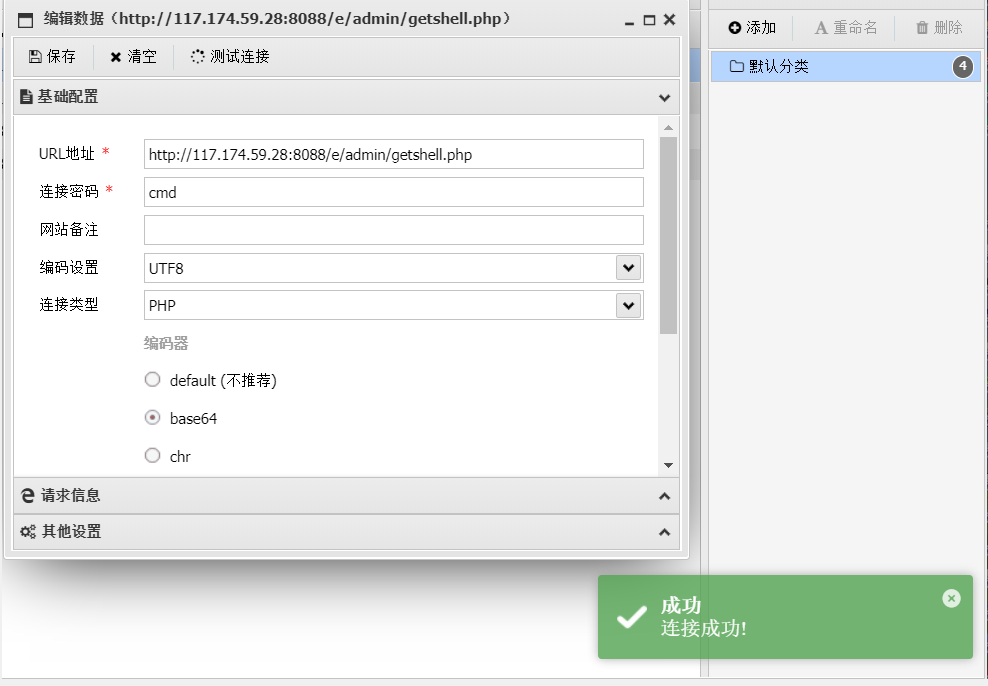 编辑数据（http://117.174.59.28:8088/e/admin/getshell.php）
保存 清空 测试连接
基础配置
URL地址 * http://117.174.59.28:8088/e/admin/getshell.php
连接密码 * cmd
网站备注
编码设置 UTF8
连接类型 PHP
编码器
default (不推荐)
base64
chr
请求信息
其他设置
添加 重命名 删除
默认分类 4
成功
连接成功!